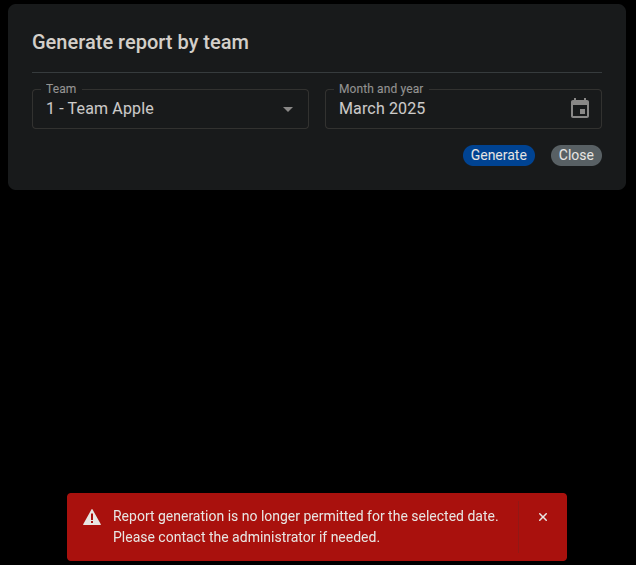 Generate report by team
Team
1 - Team Apple
Month and year
March 2025
Generate
Close
Report generation is no longer permitted for the selected date.
Please contact the administrator if needed.